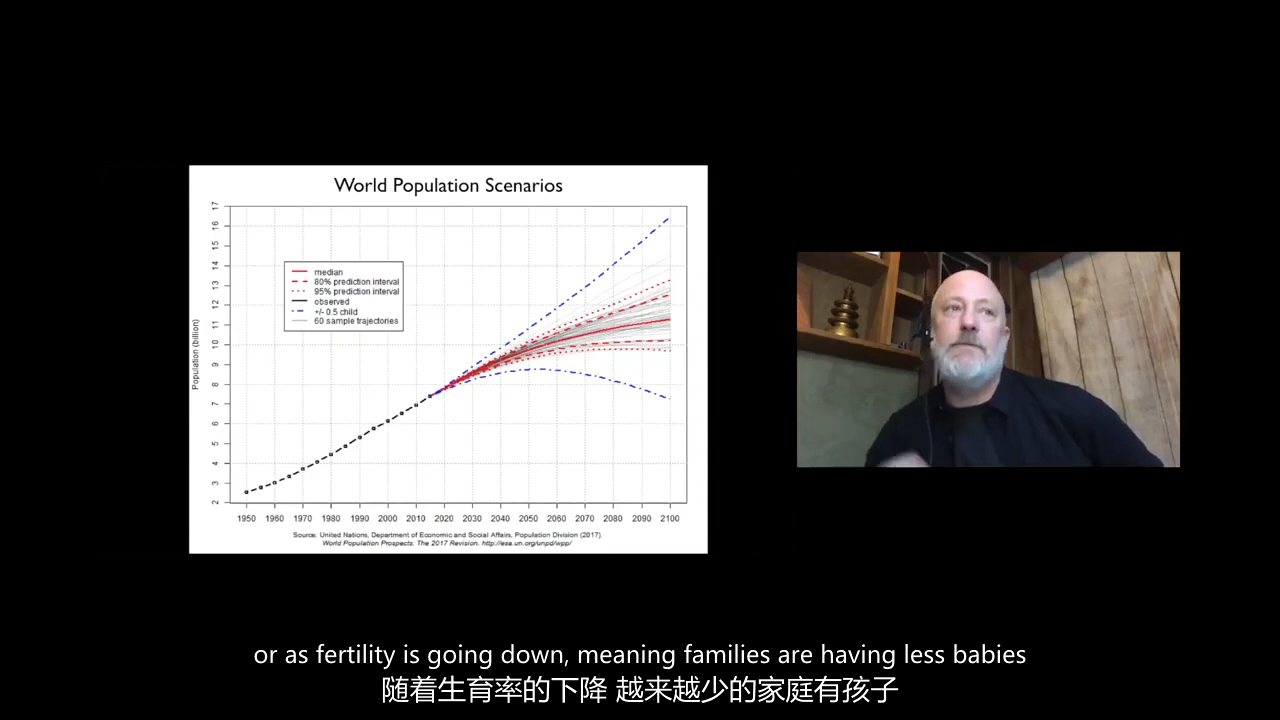 World Population Scenarios
17
16
15
14
13
12
11
10
9
8
7
6
5
4
3
2
Population (billion)
median
80% prediction interval
95% prediction interval
observed
+/- 0.5 child
60 sample trajectories
1950 1960 1970 1980 1990 2000 2010 2020 2030 2040 2050 2060 2070 2080 2090 2100
Source: United Nations, Department of Economic and Social Affairs, Population Division (2017).
World Population Prospects: The 2017 Revision. http://esa.un.org/unpd/wpp/
or as fertility is going down, meaning families are having less babies
随着生育率的下降 越来越少的家庭有孩子